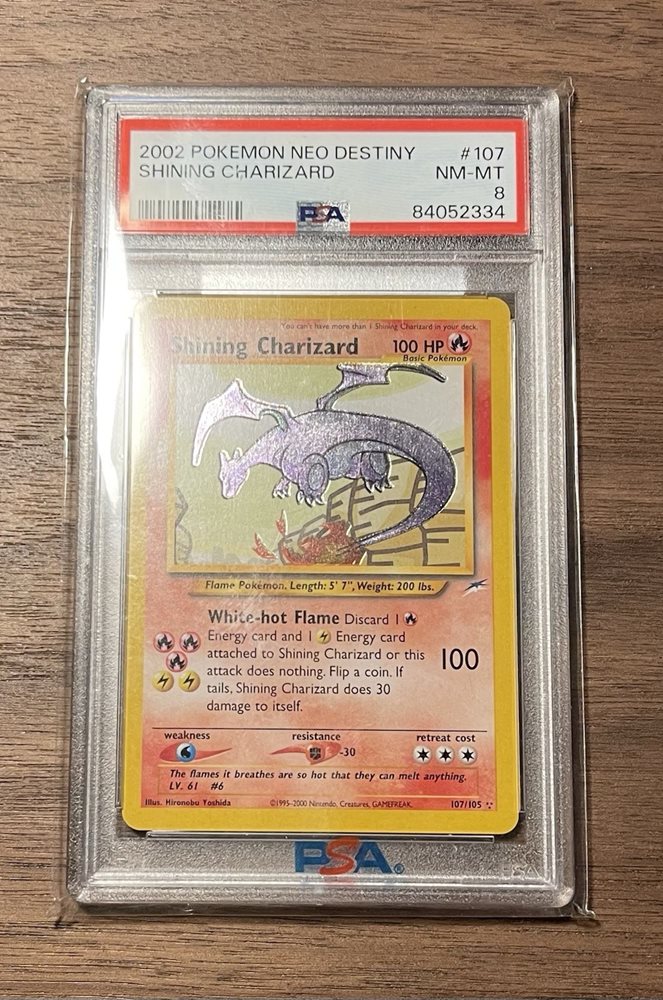 2002 POKEMON NEO DESTINY #107
SHINING CHARIZARD NM-MT
8
PSA 84052334
You can't have more than 1 Shining Charizard in your deck.
Shining Charizard 100 HP
Basic Pokémon
Flame Pokémon. Length: 5' 7", Weight: 200 lbs.
White-hot Flame Discard 1
Energy card and 1 Energy card
attached to Shining Charizard or this
attack does nothing. Flip a coin. If
tails, Shining Charizard does 30
damage to itself.
100
weakness resistance retreat cost
-30
The flames it breathes are so hot that they can melt anything.
LV. 61 #6
Illus. Hironobu Yoshida ©1995-2000 Nintendo, Creatures, GAMEFREAK. 107/105
PSA®